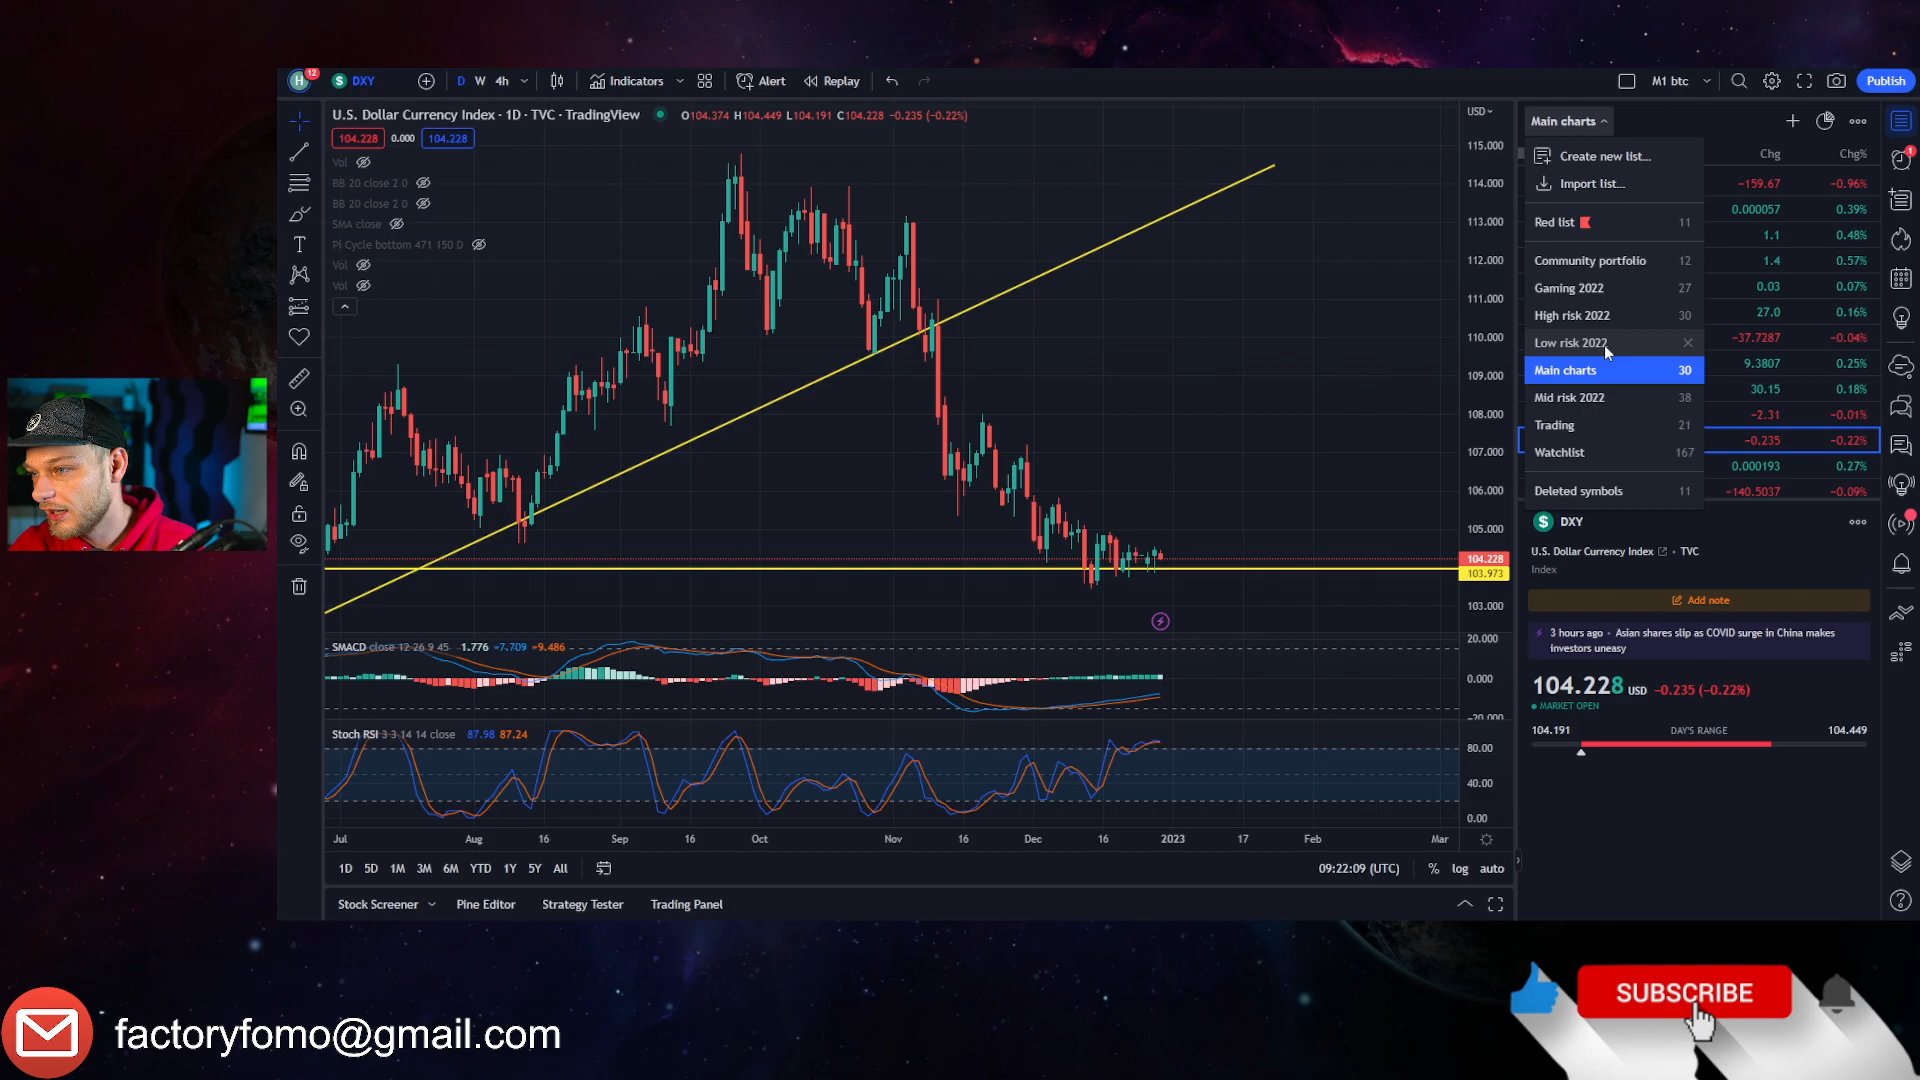 H 12 $ DXY D W 4h Indicators Alert Replay M1 btc Publish
U.S. Dollar Currency Index · 1D · TVC · TradingView O104.374 H104.449 L104.191 C104.228 −0.235 (−0.22%)
104.228 0.000 104.228
Vol
BB 20 close 2 0
BB 20 close 2 0
SMA close
Pi Cycle bottom 471 150 D
Vol
Vol
USD
115.000
114.000
113.000
112.000
111.000
110.000
109.000
108.000
107.000
106.000
105.000
104.228
103.973
103.000
SMACD close 12 26 9 45 1.776 −7.709 −9.486
20.000
0.000
−20.000
Stoch RSI 3 3 14 14 close 87.98 87.24
80.00
40.00
0.00
Jul Aug 16 Sep 16 Oct Nov 16 Dec 16 2023 17 Feb Mar
1D 5D 1M 3M 6M YTD 1Y 5Y All 09:22:09 (UTC) % log auto
Stock Screener Pine Editor Strategy Tester Trading Panel
Main charts
Chg Chg%
Create new list...
Import list...
Red list 11
Community portfolio 12
Gaming 2022 27
High risk 2022 30
Low risk 2022
Main charts 30
Mid risk 2022 38
Trading 21
Watchlist 167
Deleted symbols 11
−159.67 −0.96%
0.000057 0.39%
1.1 0.48%
1.4 0.57%
0.03 0.07%
27.0 0.16%
−37.7287 −0.04%
9.3807 0.25%
30.15 0.18%
−2.31 −0.01%
−0.235 −0.22%
0.000193 0.27%
−140.5037 −0.09%
1
$ DXY
U.S. Dollar Currency Index · TVC
Index
Add note
3 hours ago · Asian shares slip as COVID surge in China makes
investors uneasy
104.228 USD −0.235 (−0.22%)
MARKET OPEN
104.191 DAY'S RANGE 104.449
factoryfomo@gmail.com
SUBSCRIBE